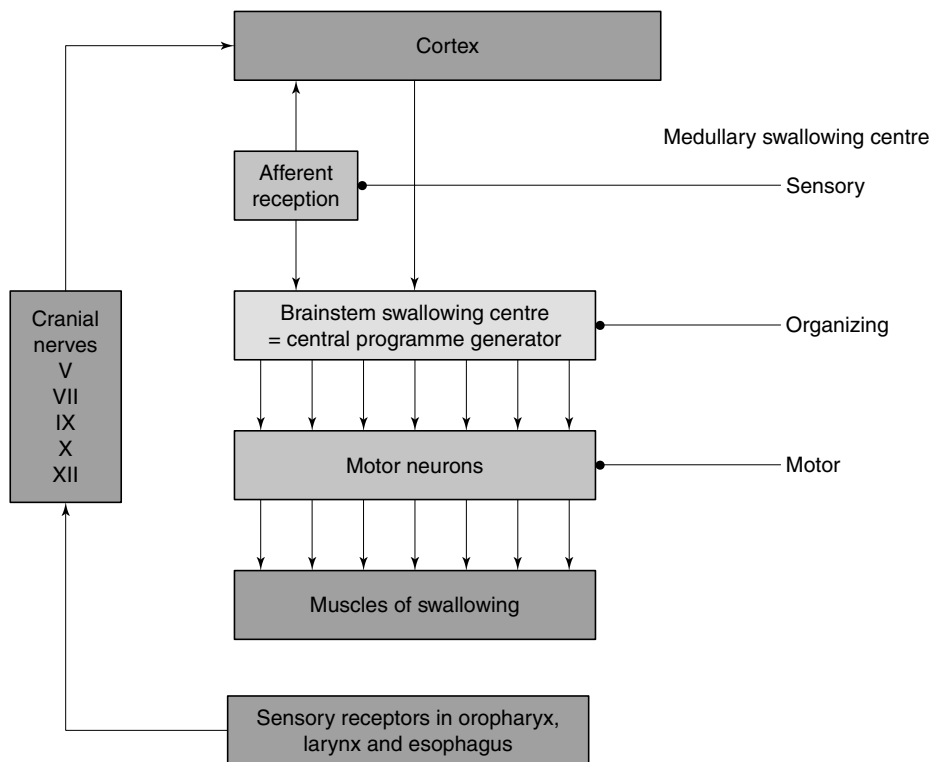 Cortex
Medullary swallowing centre
Afferent
reception
Sensory
Cranial
nerves
V
VII
IX
X
XII
Brainstem swallowing centre
= central programme generator
Organizing
Motor neurons
Motor
Muscles of swallowing
Sensory receptors in oropharyx,
larynx and esophagus